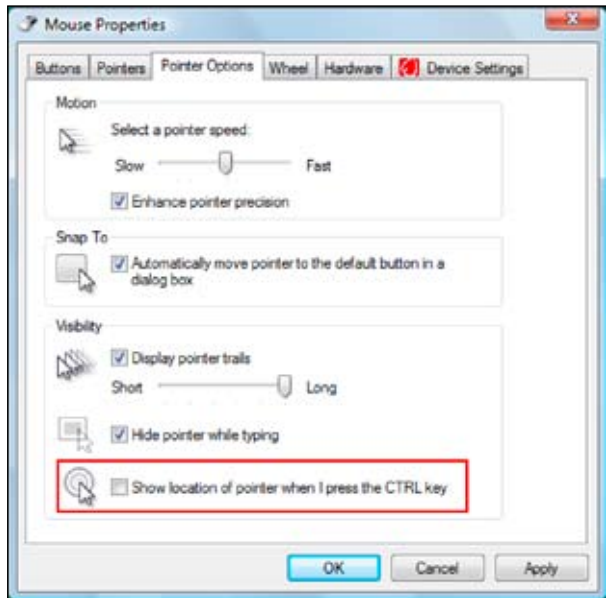 Mouse Properties
Buttons Pointers Pointer Options Wheel Hardware Device Settings
Motion
Select a pointer speed:
Slow Fast
Enhance pointer precision
Snap To
Automatically move pointer to the default button in a
dialog box
Visibility
Display pointer trails
Short Long
Hide pointer while typing
Show location of pointer when I press the CTRL key
OK Cancel Apply